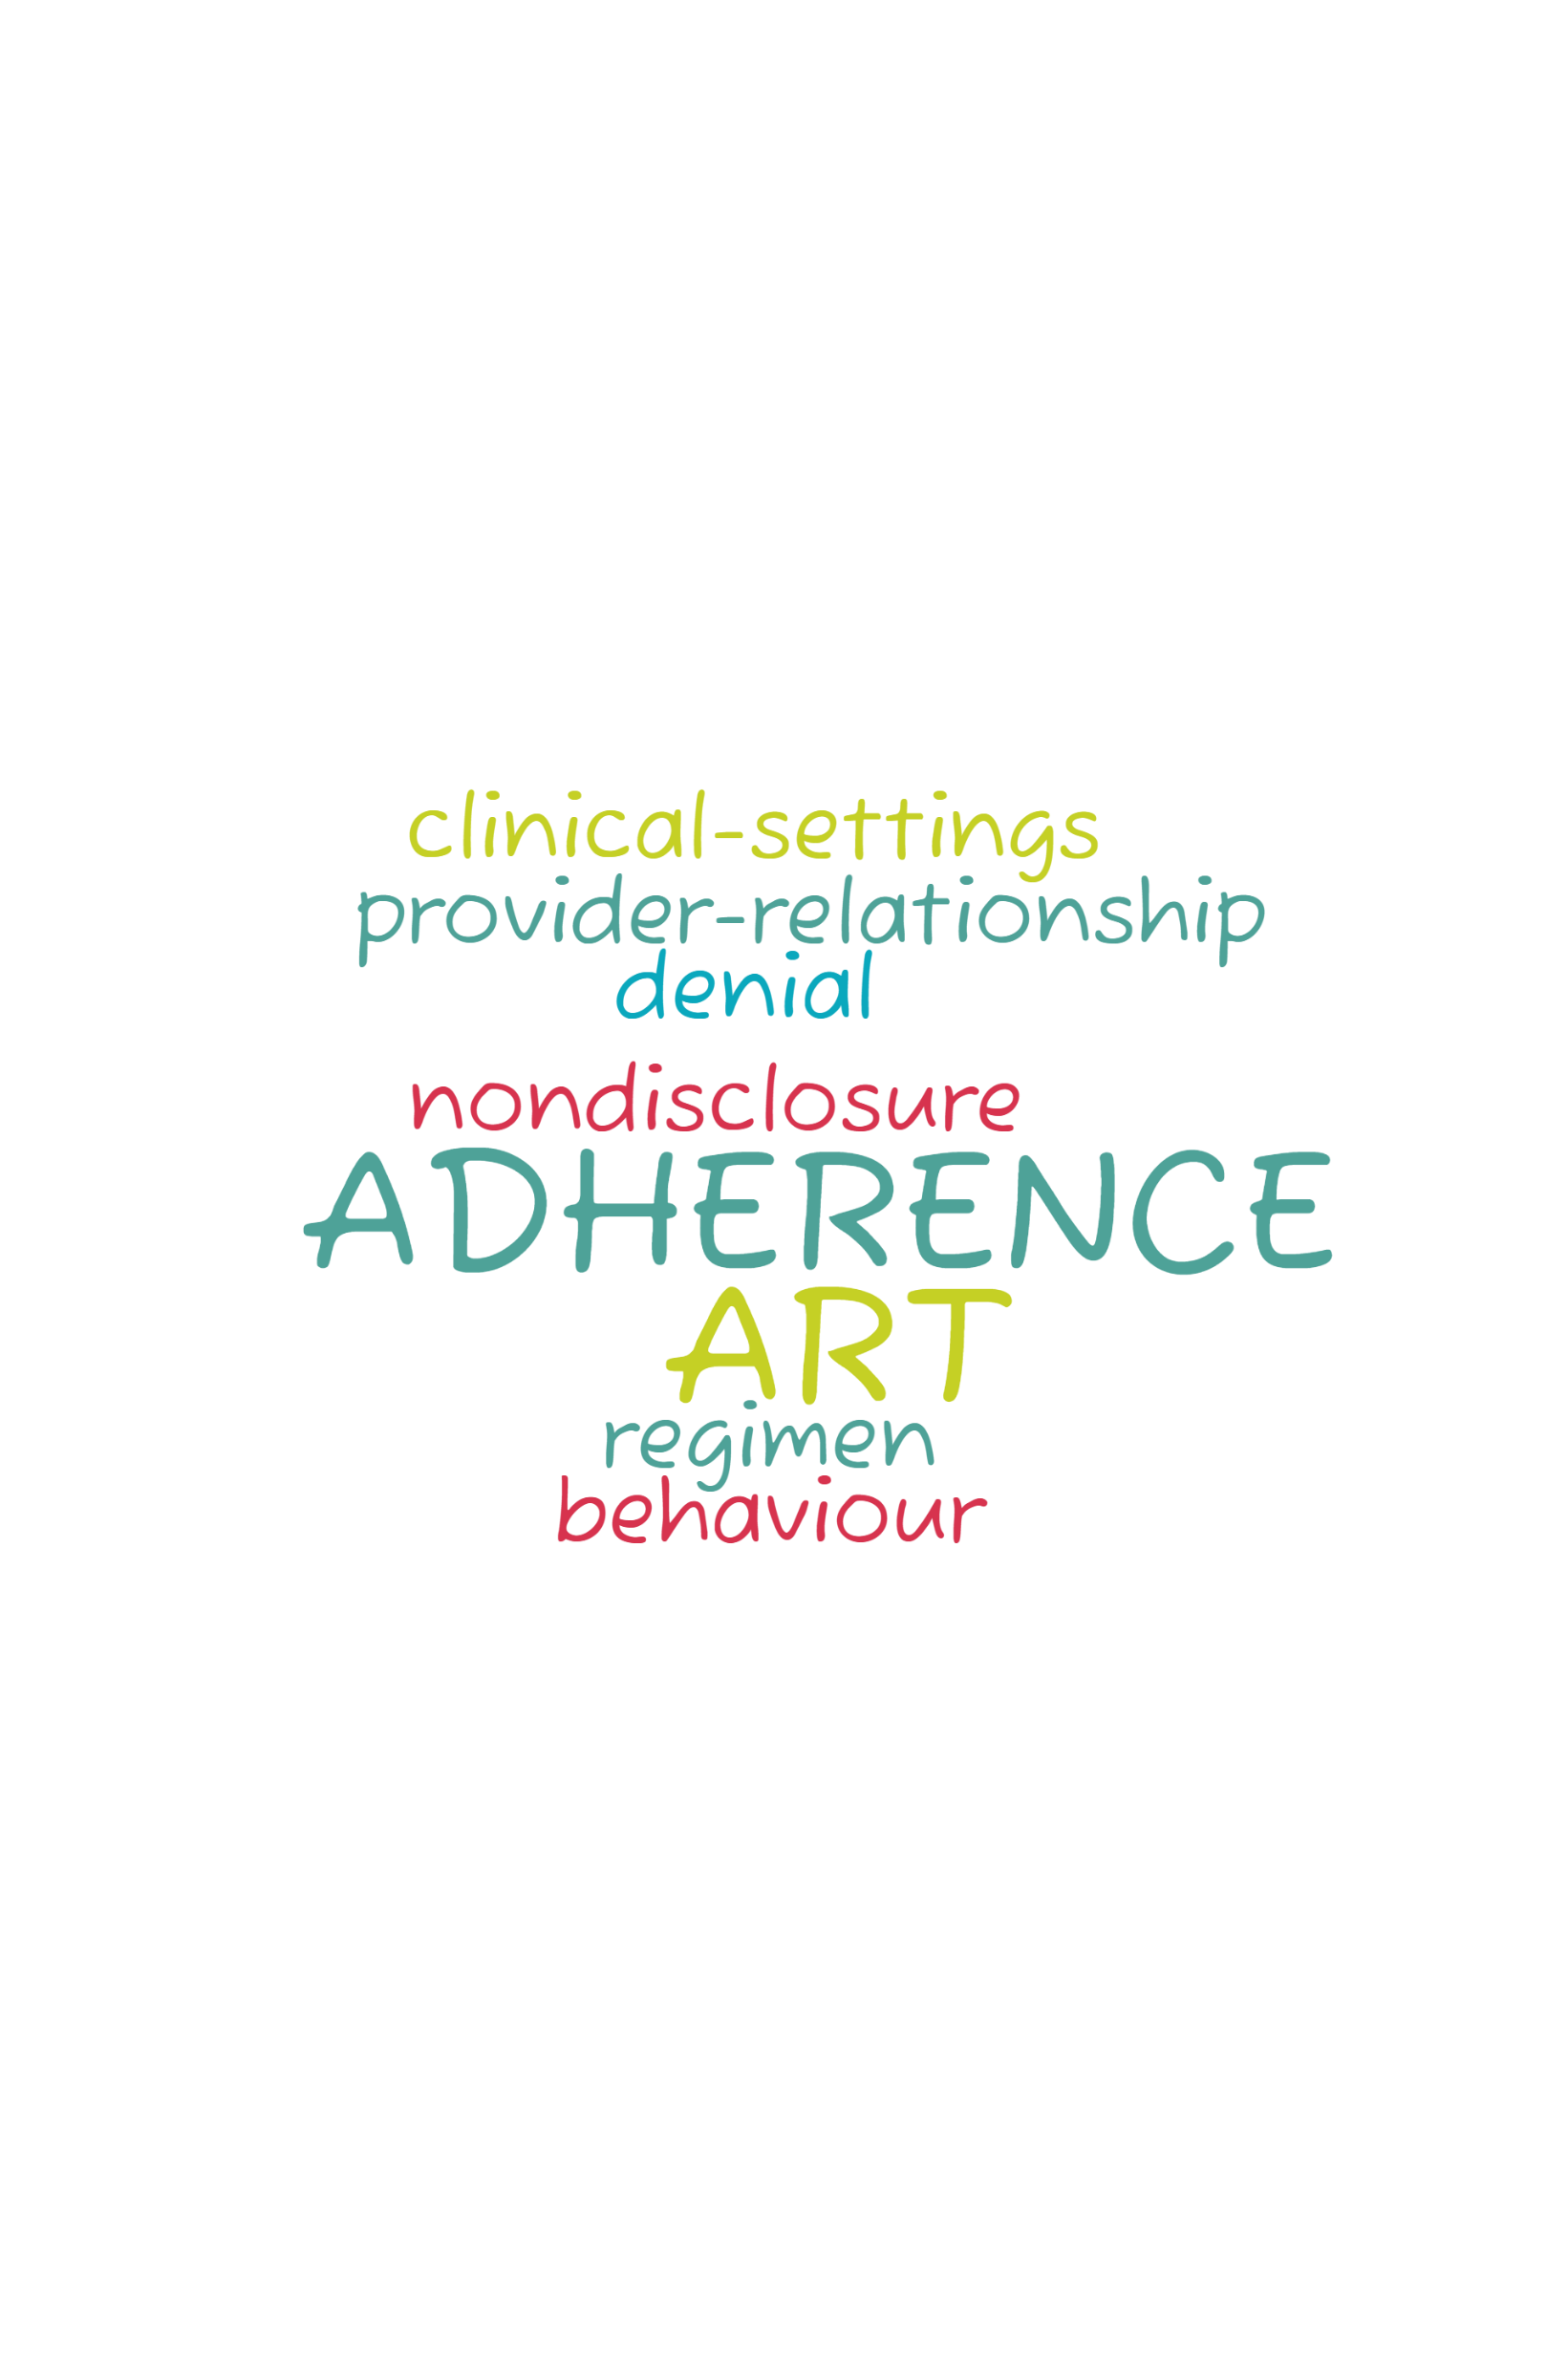 clinical-settings
provider-relationship
denial
nondisclosure
ADHERENCE
ART
regimen
behaviour